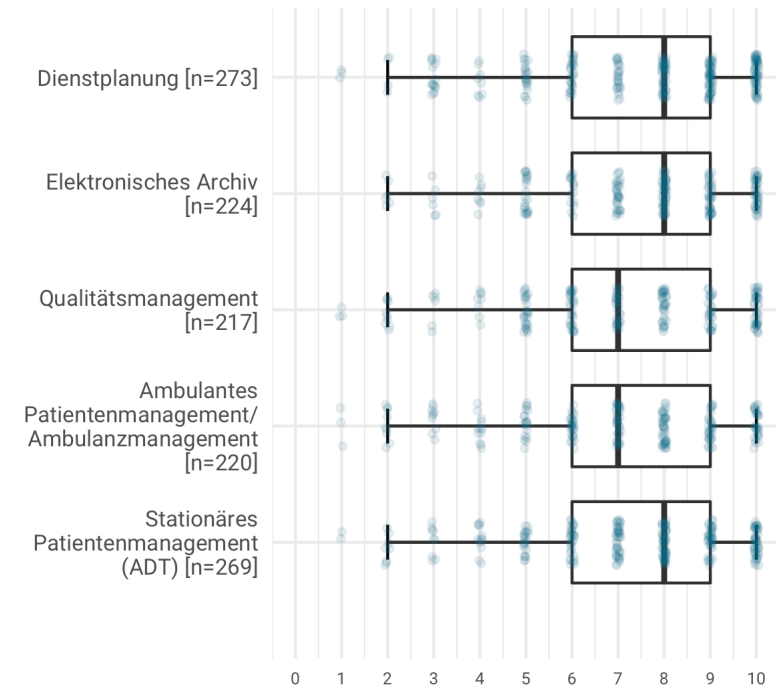 Dienstplanung [n=273]
Elektronisches Archiv
[n=224]
Qualitätsmanagement
[n=217]
Ambulantes
Patientenmanagement/
Ambulanzmanagement
[n=220]
Stationäres
Patientenmanagement
(ADT) [n=269]
0 1 2 3 4 5 6 7 8 9 10